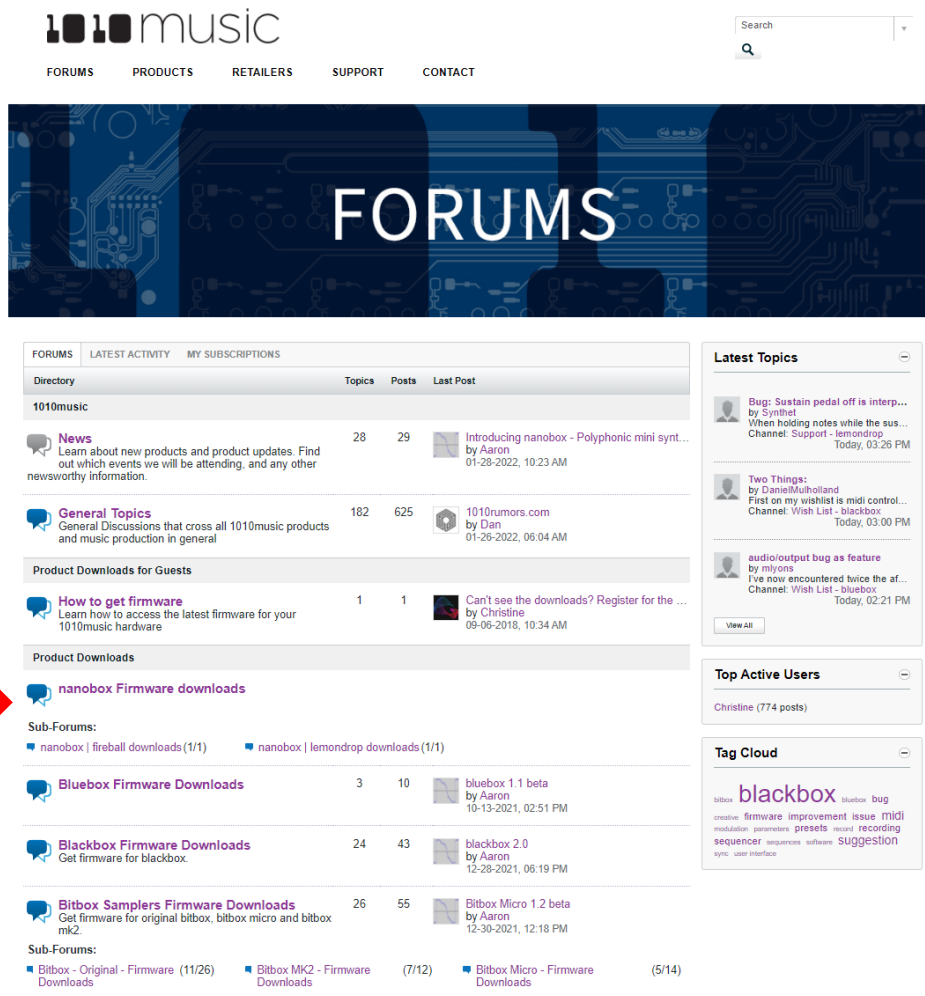 1010music
Search
FORUMS PRODUCTS RETAILERS SUPPORT CONTACT
FORUMS
FORUMS LATEST ACTIVITY MY SUBSCRIPTIONS
Directory Topics Posts Last Post
1010music
News 28 29 Introducing nanobox - Polyphonic mini synt...
Learn about new products and product updates. Find by Aaron
out which events we will be attending, and any other 01-28-2022, 10:23 AM
newsworthy information.
General Topics 182 625 1010rumors.com
General Discussions that cross all 1010music products by Dan
and music production in general 01-26-2022, 06:04 AM
Product Downloads for Guests
How to get firmware 1 1 Can't see the downloads? Register for the ...
Learn how to access the latest firmware for your by Christine
1010music hardware 09-06-2018, 10:34 AM
Product Downloads
nanobox Firmware downloads
Sub-Forums:
nanobox | fireball downloads (1/1) nanobox | lemondrop downloads (1/1)
Bluebox Firmware Downloads 3 10 bluebox 1.1 beta
by Aaron
10-13-2021, 02:51 PM
Blackbox Firmware Downloads 24 43 blackbox 2.0
Get firmware for blackbox. by Aaron
12-28-2021, 06:19 PM
Bitbox Samplers Firmware Downloads 26 55 Bitbox Micro 1.2 beta
Get firmware for original bitbox, bitbox micro and bitbox by Aaron
mk2. 12-30-2021, 12:18 PM
Sub-Forums:
Bitbox - Original - Firmware (11/26) Bitbox MK2 - Firmware (7/12) Bitbox Micro - Firmware (5/14)
Downloads Downloads Downloads
Latest Topics
Bug: Sustain pedal off is interp...
by Synthet
When holding notes while the sus...
Channel: Support - lemondrop
Today, 03:26 PM
Two Things:
by DanielMulholland
First on my wishlist is midi control...
Channel: Wish List - blackbox
Today, 03:00 PM
audio/output bug as feature
by mlyons
I've now encountered twice the af...
Channel: Wish List - bluebox
Today, 02:21 PM
View All
Top Active Users
Christine (774 posts)
Tag Cloud
bitbox blackbox bluebox bug
creative firmware improvement issue midi
modulation parameters presets record recording
sequencer sequences software suggestion
sync user interface